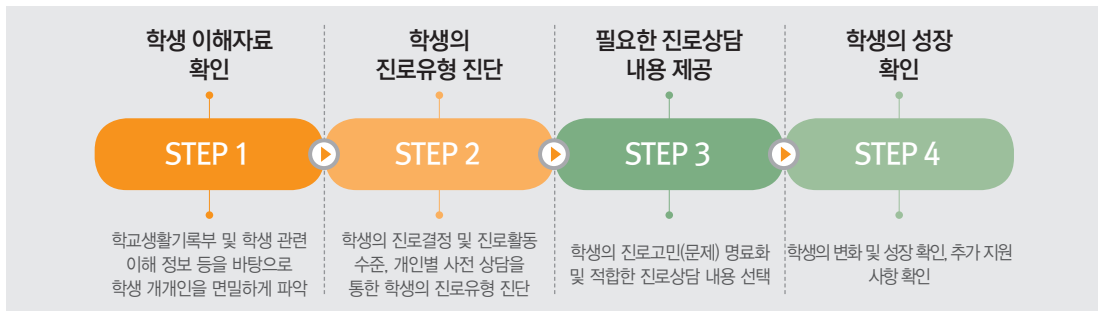 학생 이해자료
확인
학생의
진로유형 진단
필요한 진로상담
내용 제공
학생의 성장
확인
STEP 1
STEP 2
STEP 3
STEP 4
학교생활기록부 및 학생 관련
이해 정보 등을 바탕으로
학생 개개인을 면밀하게 파악
학생의 진로결정 및 진로활동
수준, 개인별 사전 상담을
통한 학생의 진로유형 진단
학생의 진로고민(문제) 명료화
및 적합한 진로상담 내용 선택
학생의 변화 및 성장 확인, 추가 지원
사항 확인